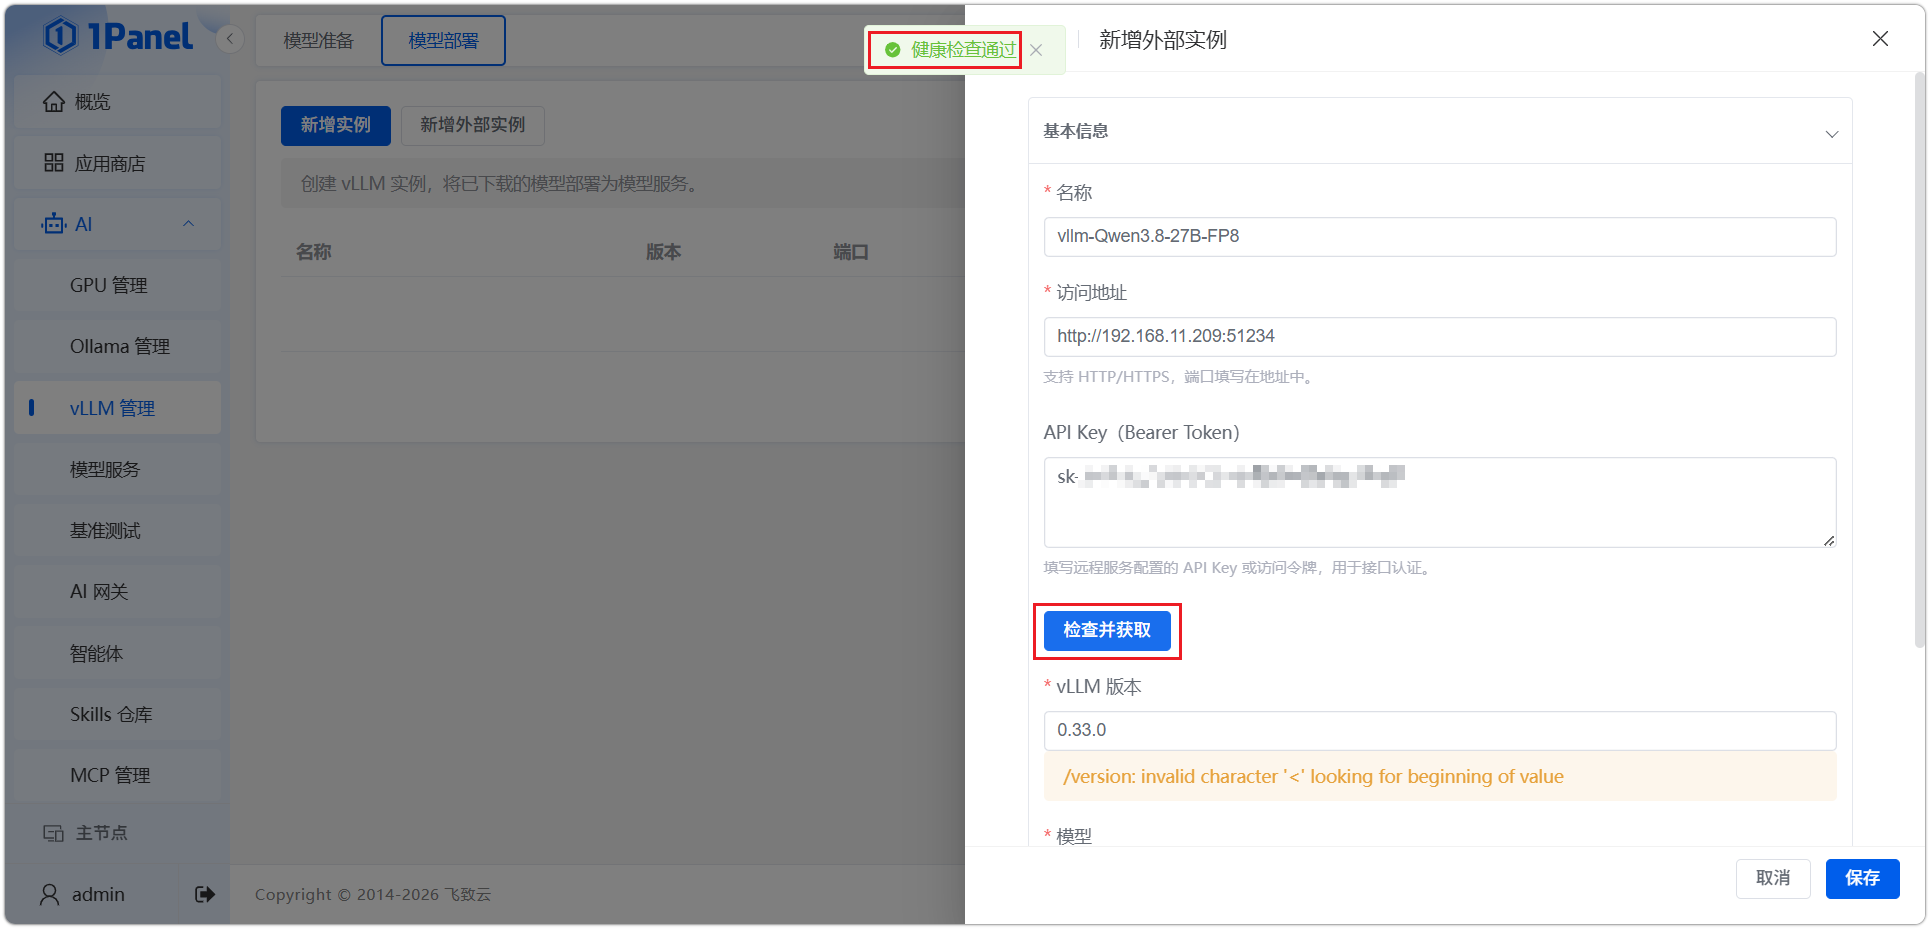 1Panel
模型准备
模型部署
健康检查通过
新增外部实例
概览
应用商店
AI
GPU 管理
Ollama 管理
vLLM 管理
模型服务
基准测试
AI 网关
智能体
Skills 仓库
MCP 管理
主节点
admin
新增实例
新增外部实例
创建 vLLM 实例，将已下载的模型部署为模型服务。
名称 版本 端口
Copyright © 2014-2026 飞致云
基本信息
* 名称
vllm-Qwen3.8-27B-FP8
* 访问地址
http://192.168.11.209:51234
支持 HTTP/HTTPS，端口填写在地址中。
API Key（Bearer Token）
sk-
填写远程服务配置的 API Key 或访问令牌，用于接口认证。
检查并获取
* vLLM 版本
0.33.0
/version: invalid character '<' looking for beginning of value
* 模型
取消
保存